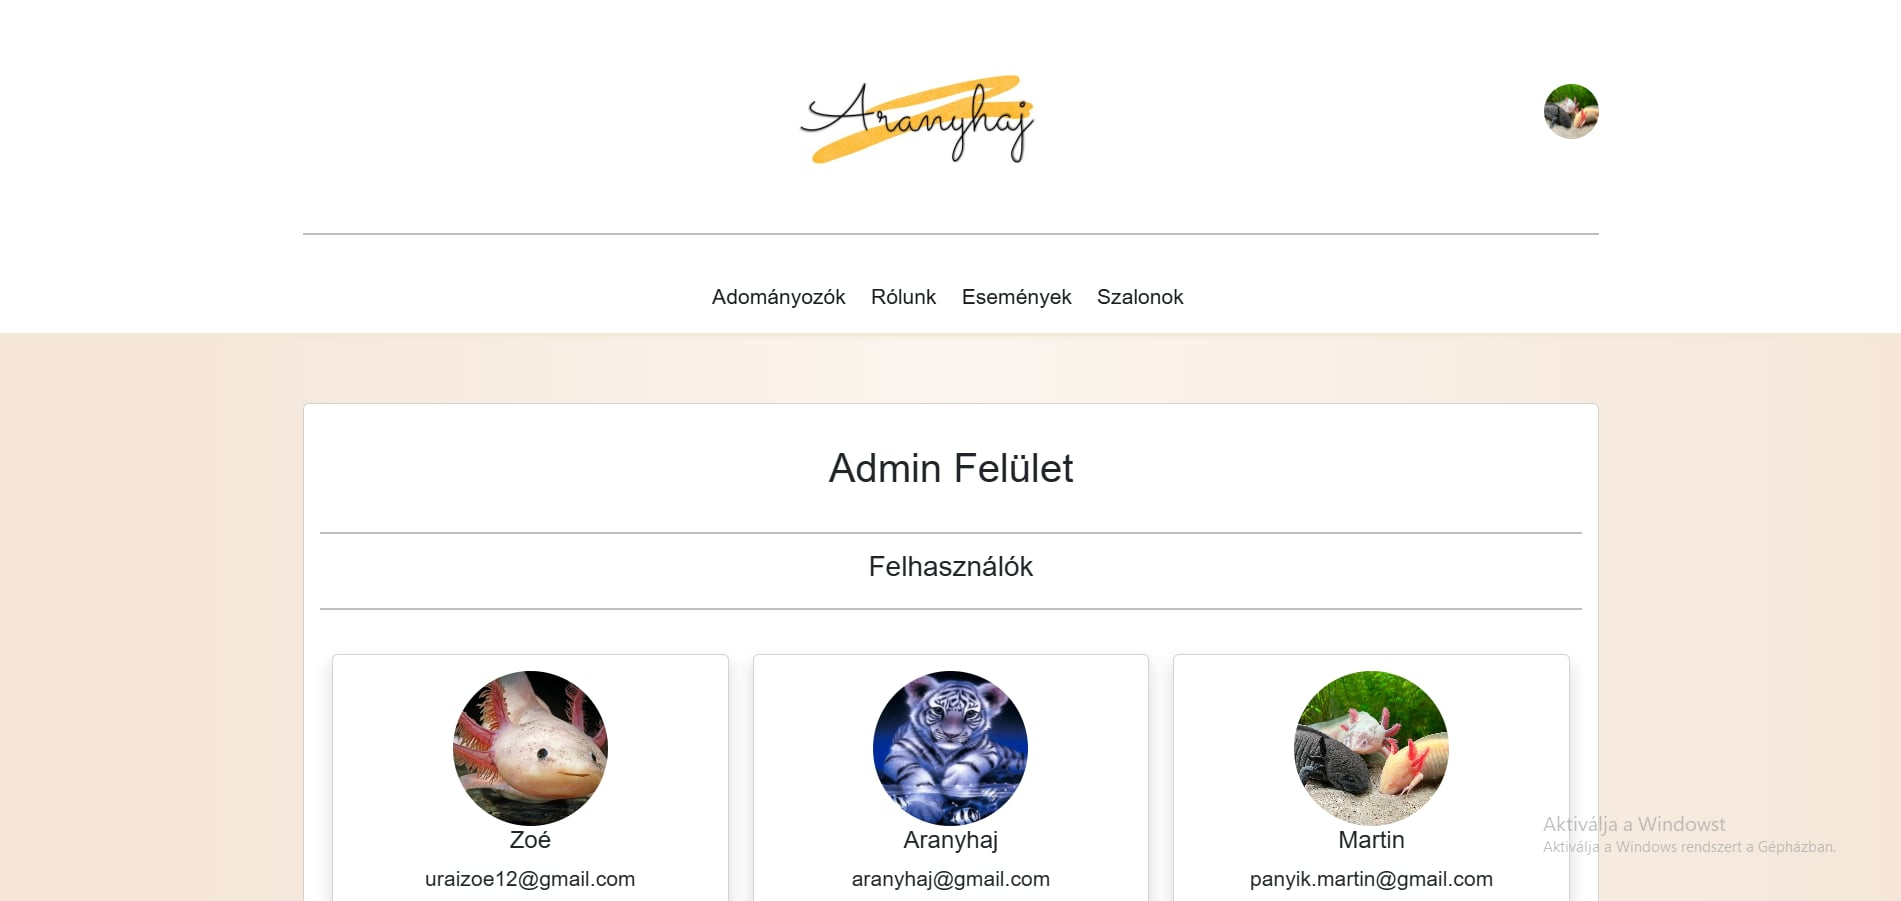 Aranyhaj
Adományozók Rólunk Események Szalonok
Admin Felület
Felhasználók
Zoé
uraizoe12@gmail.com
Aranyhaj
aranyhaj@gmail.com
Martin
panyik.martin@gmail.com
Aktiválja a Windowst
Aktiválja a Windows rendszert a Gépházban.